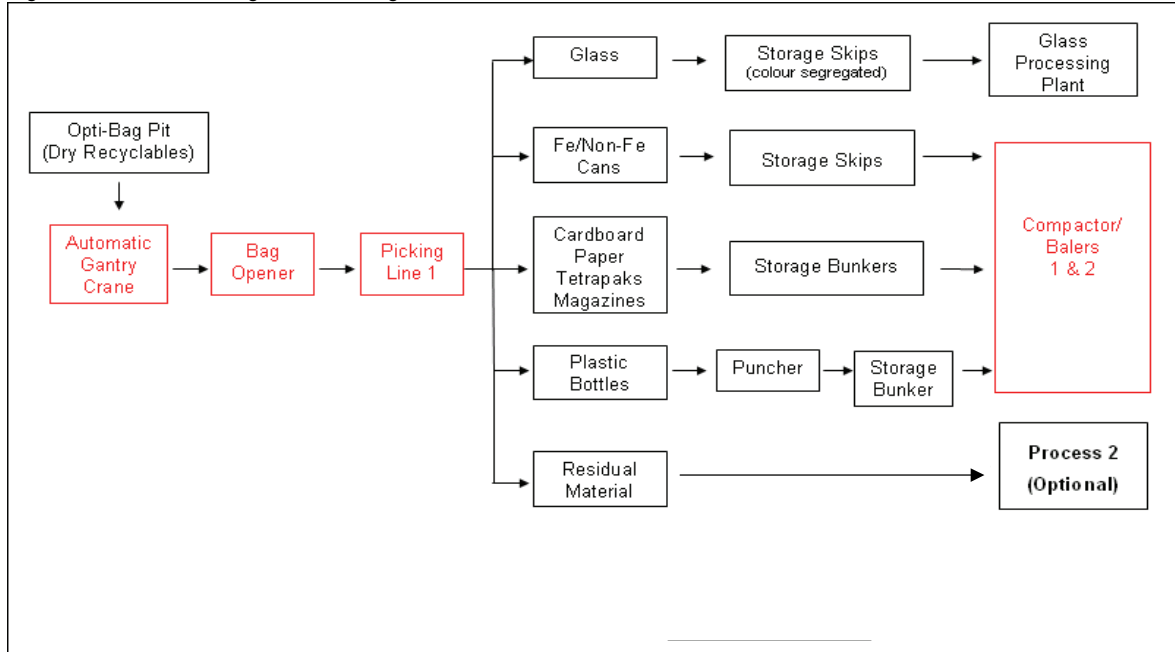 Opti-Bag Pit
(Dry Recyclables)
Automatic
Gantry
Crane
Bag
Opener
Picking
Line 1
Glass
Storage Skips
(colour segregated)
Glass
Processing
Plant
Fe/Non-Fe
Cans
Storage Skips
Cardboard
Paper
Tetrapaks
Magazines
Storage Bunkers
Compactor/
Balers
1 & 2
Plastic
Bottles
Puncher
Storage
Bunker
Residual
Material
Process 2
(Optional)